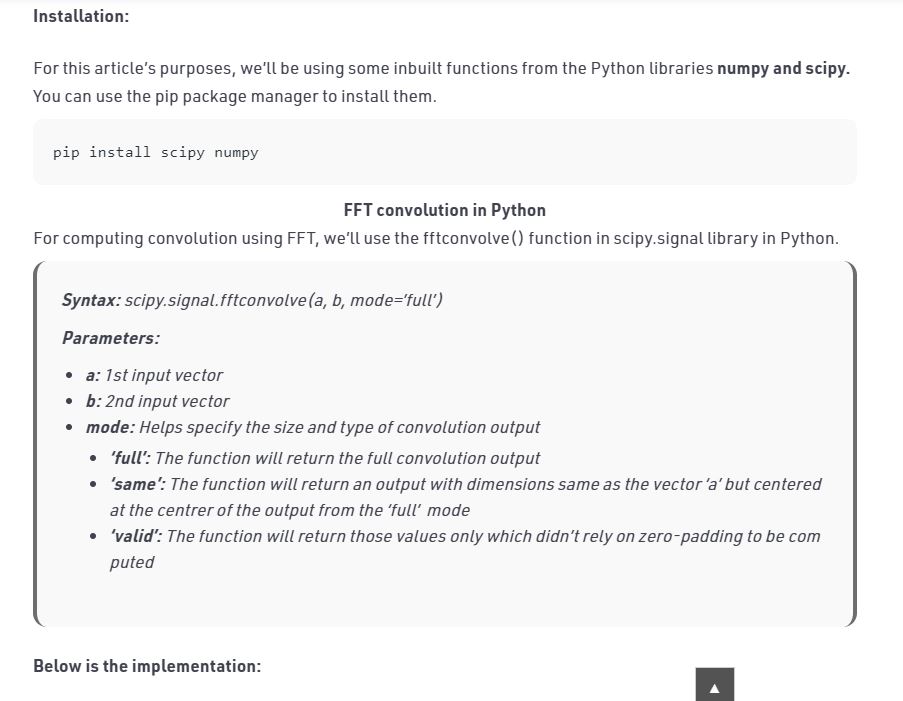 Installation:
For this article's purposes, we'll be using some inbuilt functions from the Python libraries numpy and scipy.
You can use the pip package manager to install them.
pip install scipy numpy
FFT convolution in Python
For computing convolution using FFT, we'll use the fftconvolve() function in scipy.signal library in Python.
Syntax: scipy.signal.fftconvolve(a, b, mode='full')
Parameters:
• a: 1st input vector
• b: 2nd input vector
• mode: Helps specify the size and type of convolution output
• 'full': The function will return the full convolution output
• 'same': The function will return an output with dimensions same as the vector 'a' but centered
at the centrer of the output from the 'full' mode
• 'valid': The function will return those values only which didn't rely on zero-padding to be com
puted
Below is the implementation: